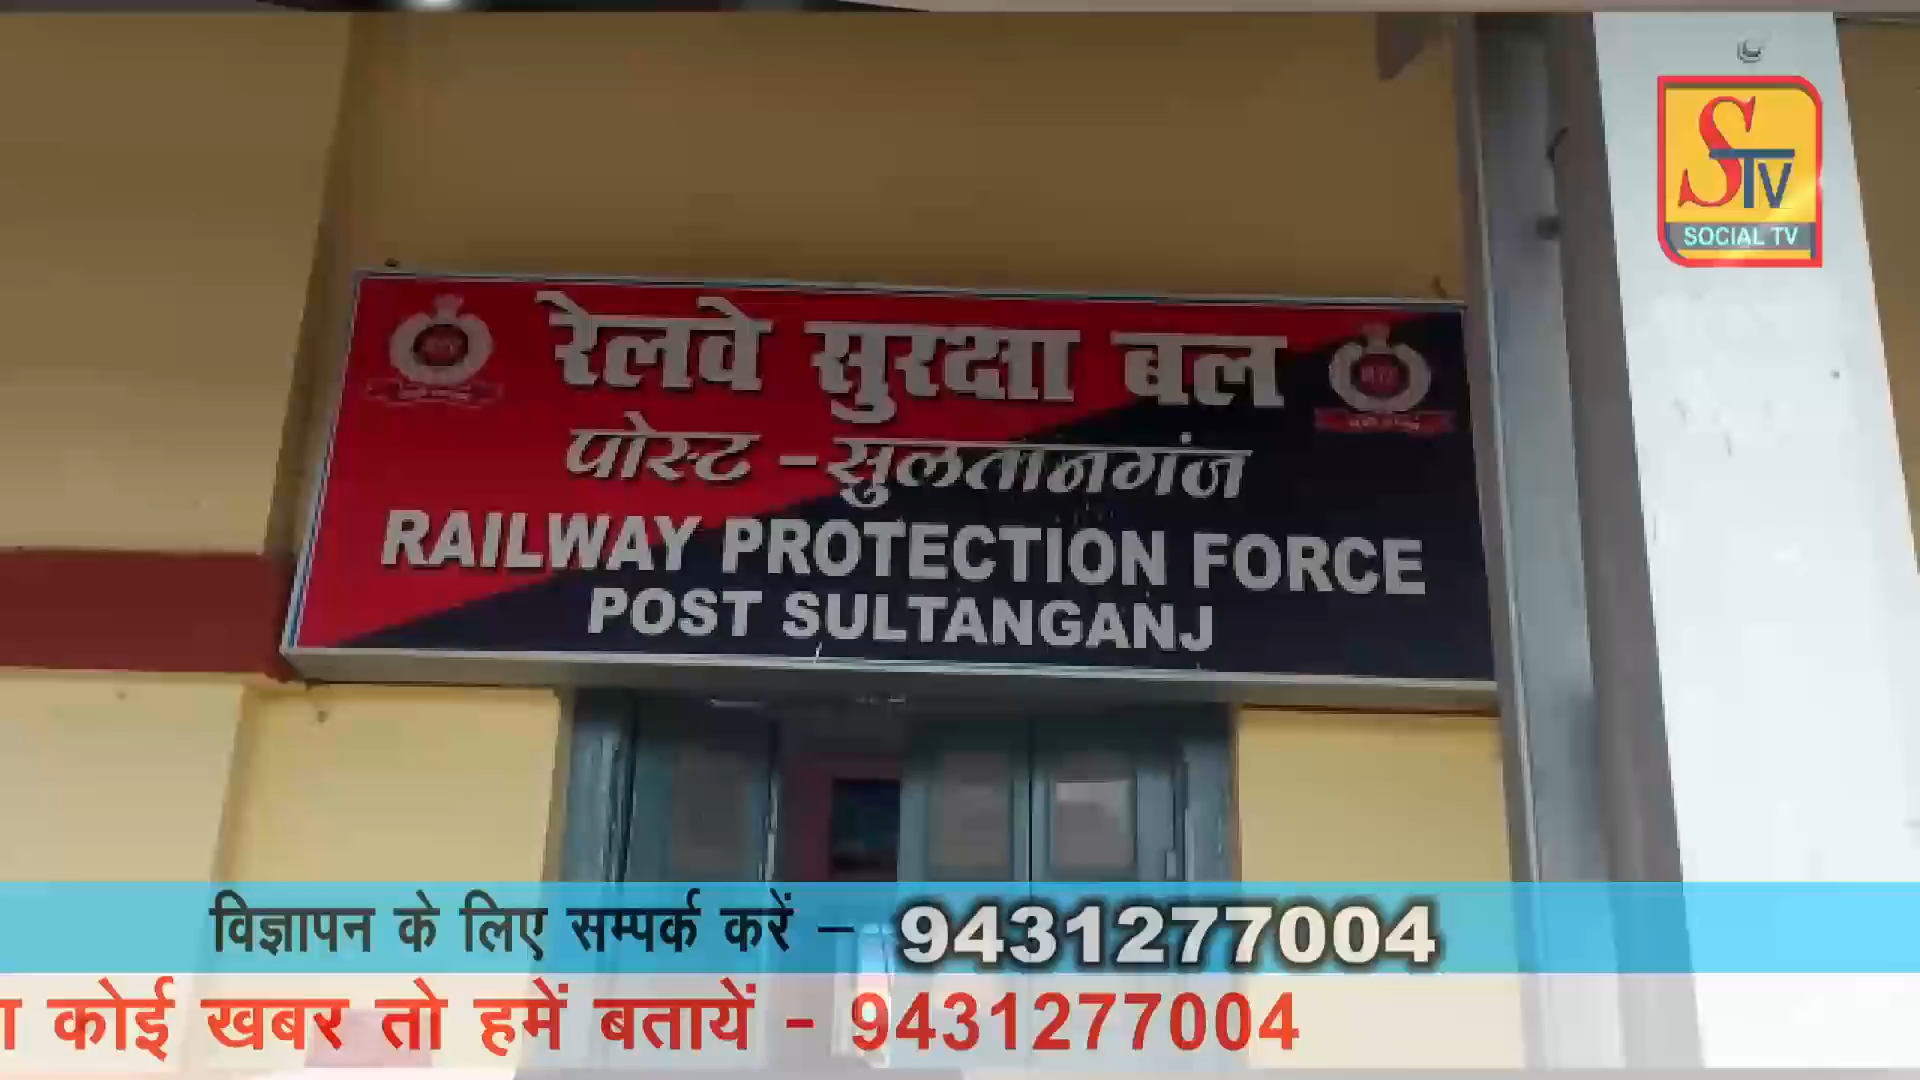 STV
SOCIAL TV
रेलवे सुरक्षा बल
पोस्ट - सुलतानगंज
RAILWAY PROTECTION FORCE
POST SULTANGANJ
विज्ञापन के लिए सम्पर्क करें - 9431277004
कोई खबर तो हमें बतायें - 9431277004